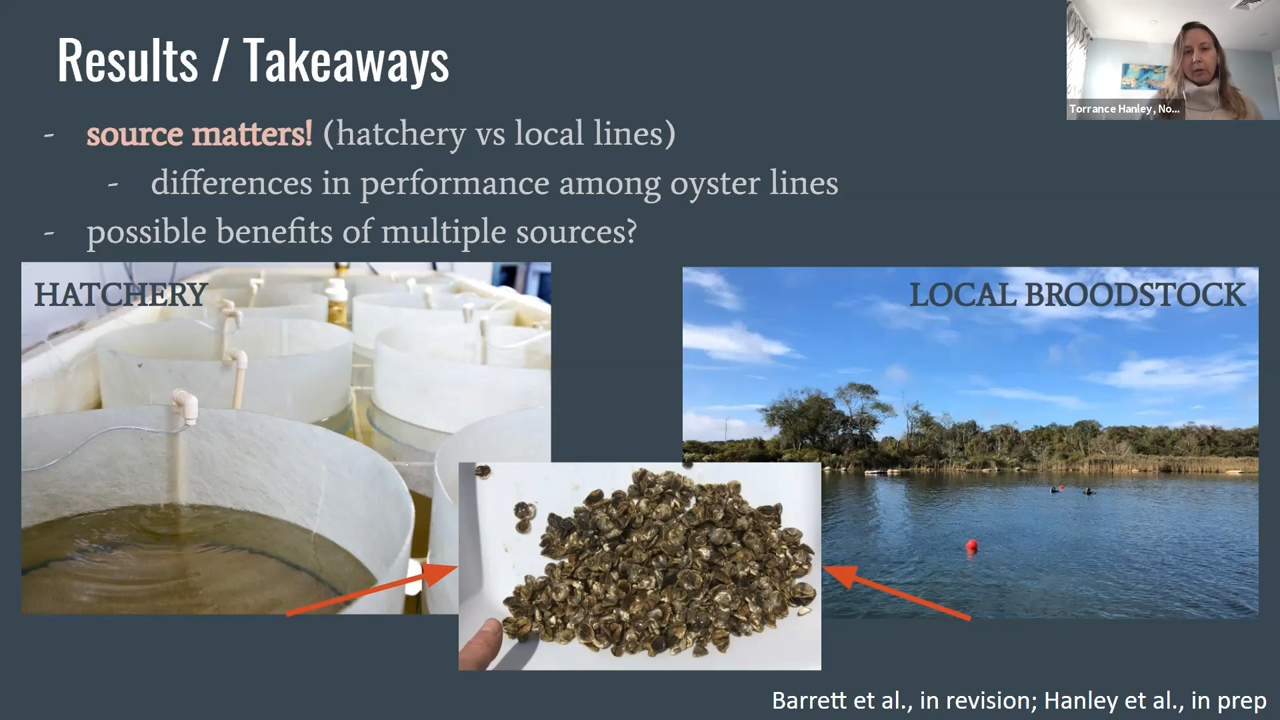 Results / Takeaways
Torrance Hanley, No...
- source matters! (hatchery vs local lines)
- differences in performance among oyster lines
- possible benefits of multiple sources?
HATCHERY
LOCAL BROODSTOCK
Barrett et al., in revision; Hanley et al., in prep